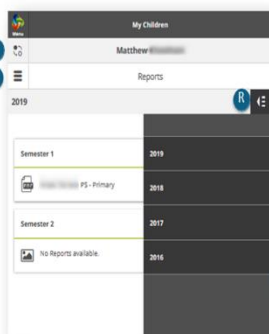 Menu
My Children
Matthew
Reports
2019
R
Semester 1
PS - Primary
Semester 2
No Reports available.
2019
2018
2017
2016